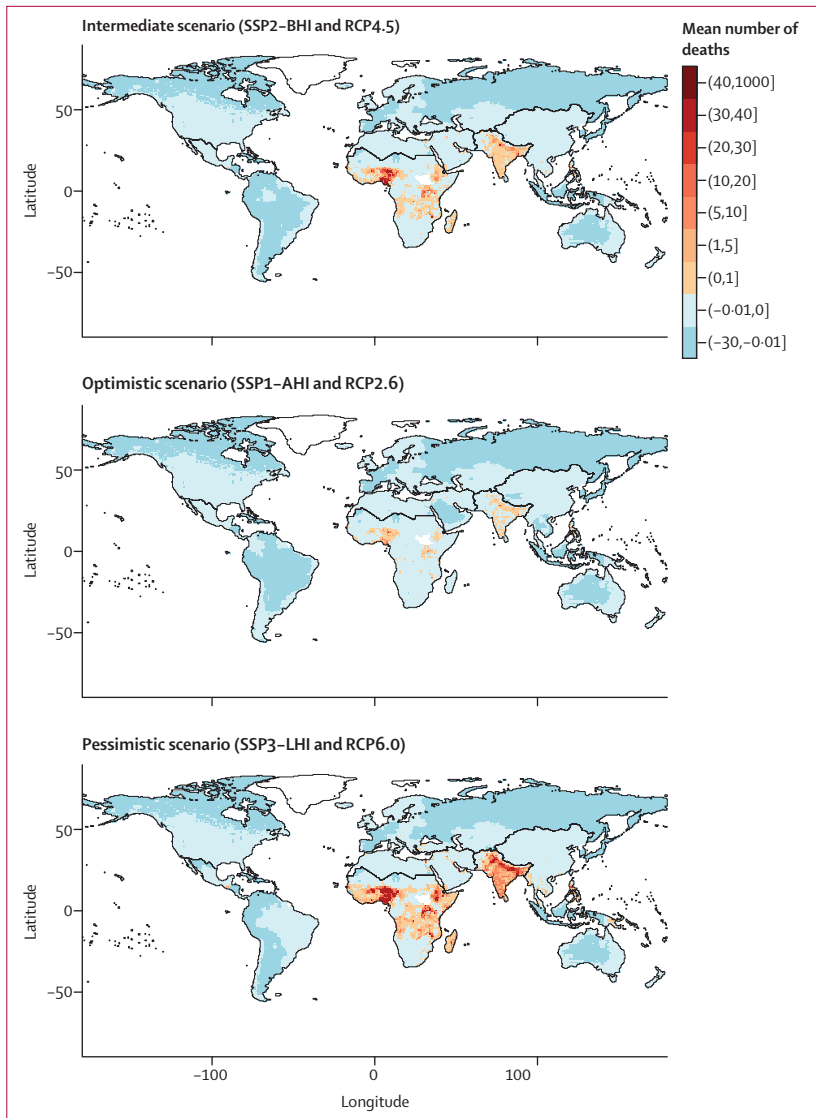 Intermediate scenario (SSP2–BHI and RCP4.5)
Mean number of
deaths
(40,1000]
(30,40]
(20,30]
(10,20]
(5,10]
(1,5]
(0,1]
(−0·01,0]
(−30,−0·01]
50
0
−50
Latitude
Optimistic scenario (SSP1–AHI and RCP2.6)
50
0
−50
Latitude
Pessimistic scenario (SSP3–LHI and RCP6.0)
50
0
−50
Latitude
−100
0
100
Longitude